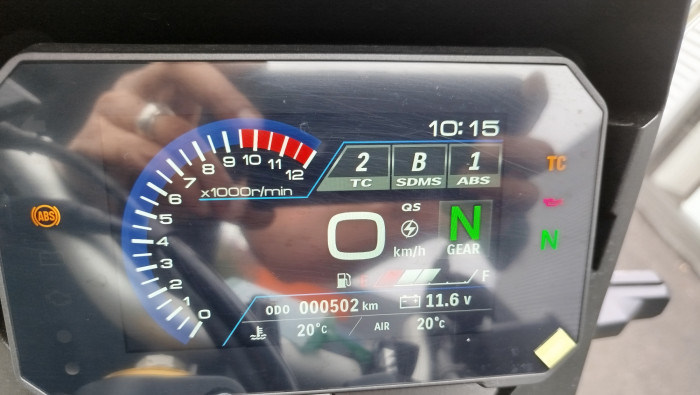 10:15
2 B 1
TC SDMS ABS
0 1 2 3 4 5 6 7 8 9 10 11 12
x1000r/min
TC
ABS
QS
0 N
km/h GEAR
N
F
ODO 000502 km 11.6 v
20°c AIR 20°c